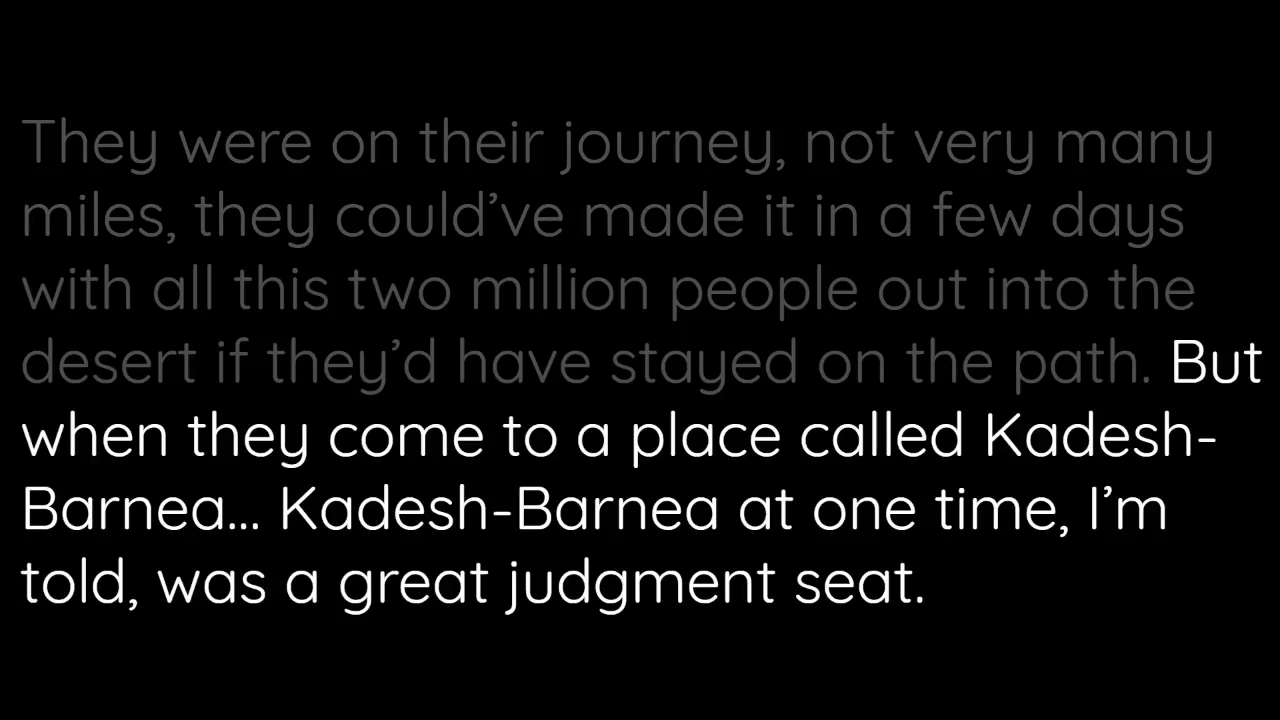 They were on their journey, not very many
miles, they could’ve made it in a few days
with all this two million people out into the
desert if they’d have stayed on the path. But
when they come to a place called Kadesh-
Barnea... Kadesh-Barnea at one time, I’m
told, was a great judgment seat.